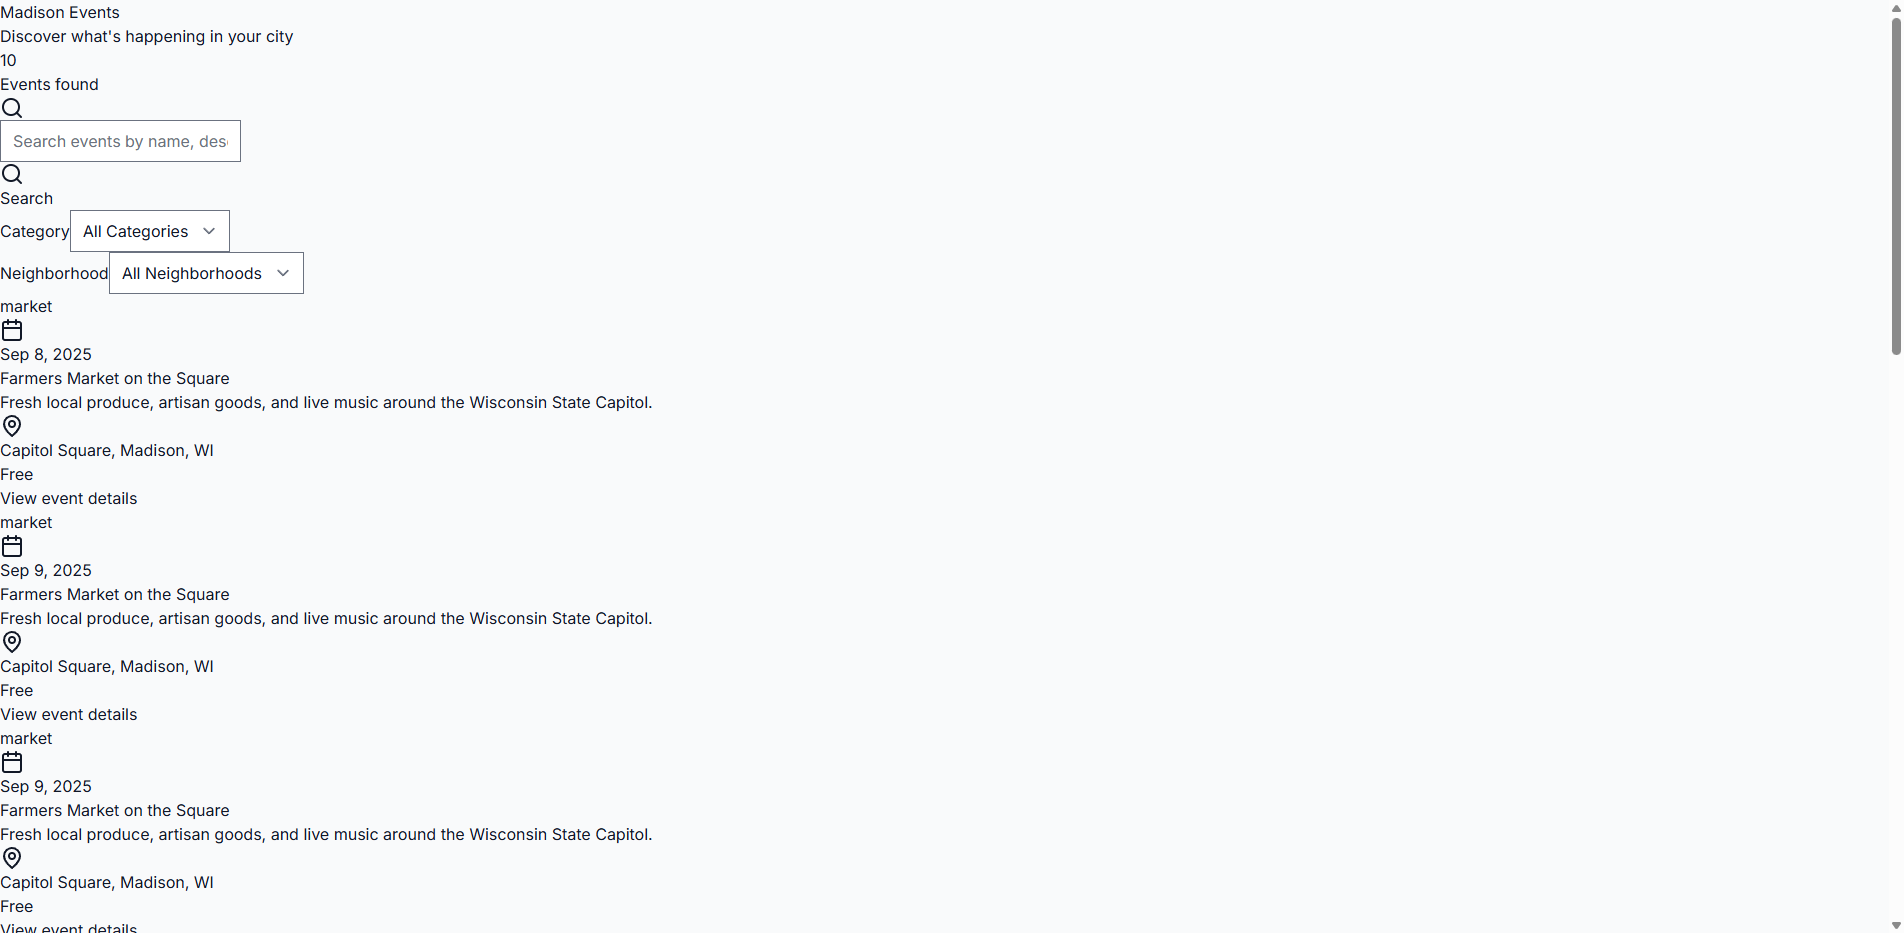 Madison Events
Discover what's happening in your city
10
Events found
Search events by name, des
Search
Category All Categories
Neighborhood All Neighborhoods
market
Sep 8, 2025
Farmers Market on the Square
Fresh local produce, artisan goods, and live music around the Wisconsin State Capitol.
Capitol Square, Madison, WI
Free
View event details
market
Sep 9, 2025
Farmers Market on the Square
Fresh local produce, artisan goods, and live music around the Wisconsin State Capitol.
Capitol Square, Madison, WI
Free
View event details
market
Sep 9, 2025
Farmers Market on the Square
Fresh local produce, artisan goods, and live music around the Wisconsin State Capitol.
Capitol Square, Madison, WI
Free
View event details